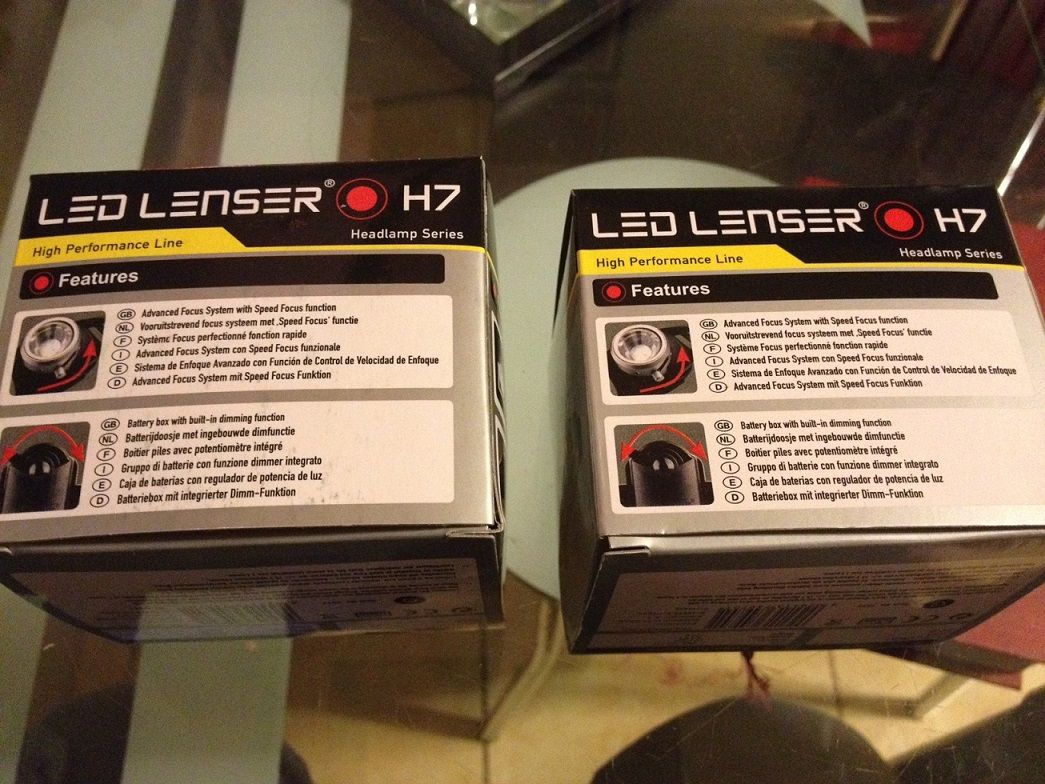 LED LENSER® H7
High Performance Line
Headlamp Series
Features
GB Advanced Focus System with Speed Focus function
NL Vooruitstrevend focus systeem met ‚Speed Focus' functie
F Système Focus perfectionné fonction rapide
I Advanced Focus System con Speed Focus funzionale
E Sistema de Enfoque Avanzado con Función de Control de Velocidad de Enfoque
D Advanced Focus System mit Speed Focus Funktion
GB Battery box with built-in dimming function
NL Batterijdoosje met ingebouwde dimfunctie
F Boîtier piles avec potentiomètre intégré
I Gruppo di batterie con funzione dimmer integrato
E Caja de baterias con regulador de potencia de luz
D Batteriebox mit integrierter Dimm-Funktion
LED LENSER® H7
High Performance Line
Headlamp Series
Features
GB Advanced Focus System with Speed Focus function
NL Vooruitstrevend focus systeem met ‚Speed Focus' functie
F Système Focus perfectionné fonction rapide
I Advanced Focus System con Speed Focus funzionale
E Sistema de Enfoque Avanzado con Función de Control de Velocidad de Enfoque
D Advanced Focus System mit Speed Focus Funktion
GB Battery box with built-in dimming function
NL Batterijdoosje met ingebouwde dimfunctie
F Boîtier piles avec potentiomètre intégré
I Gruppo di batterie con funzione dimmer integrato
E Caja de baterias con regulador de potencia de luz
D Batteriebox mit integrierter Dimm-Funktion